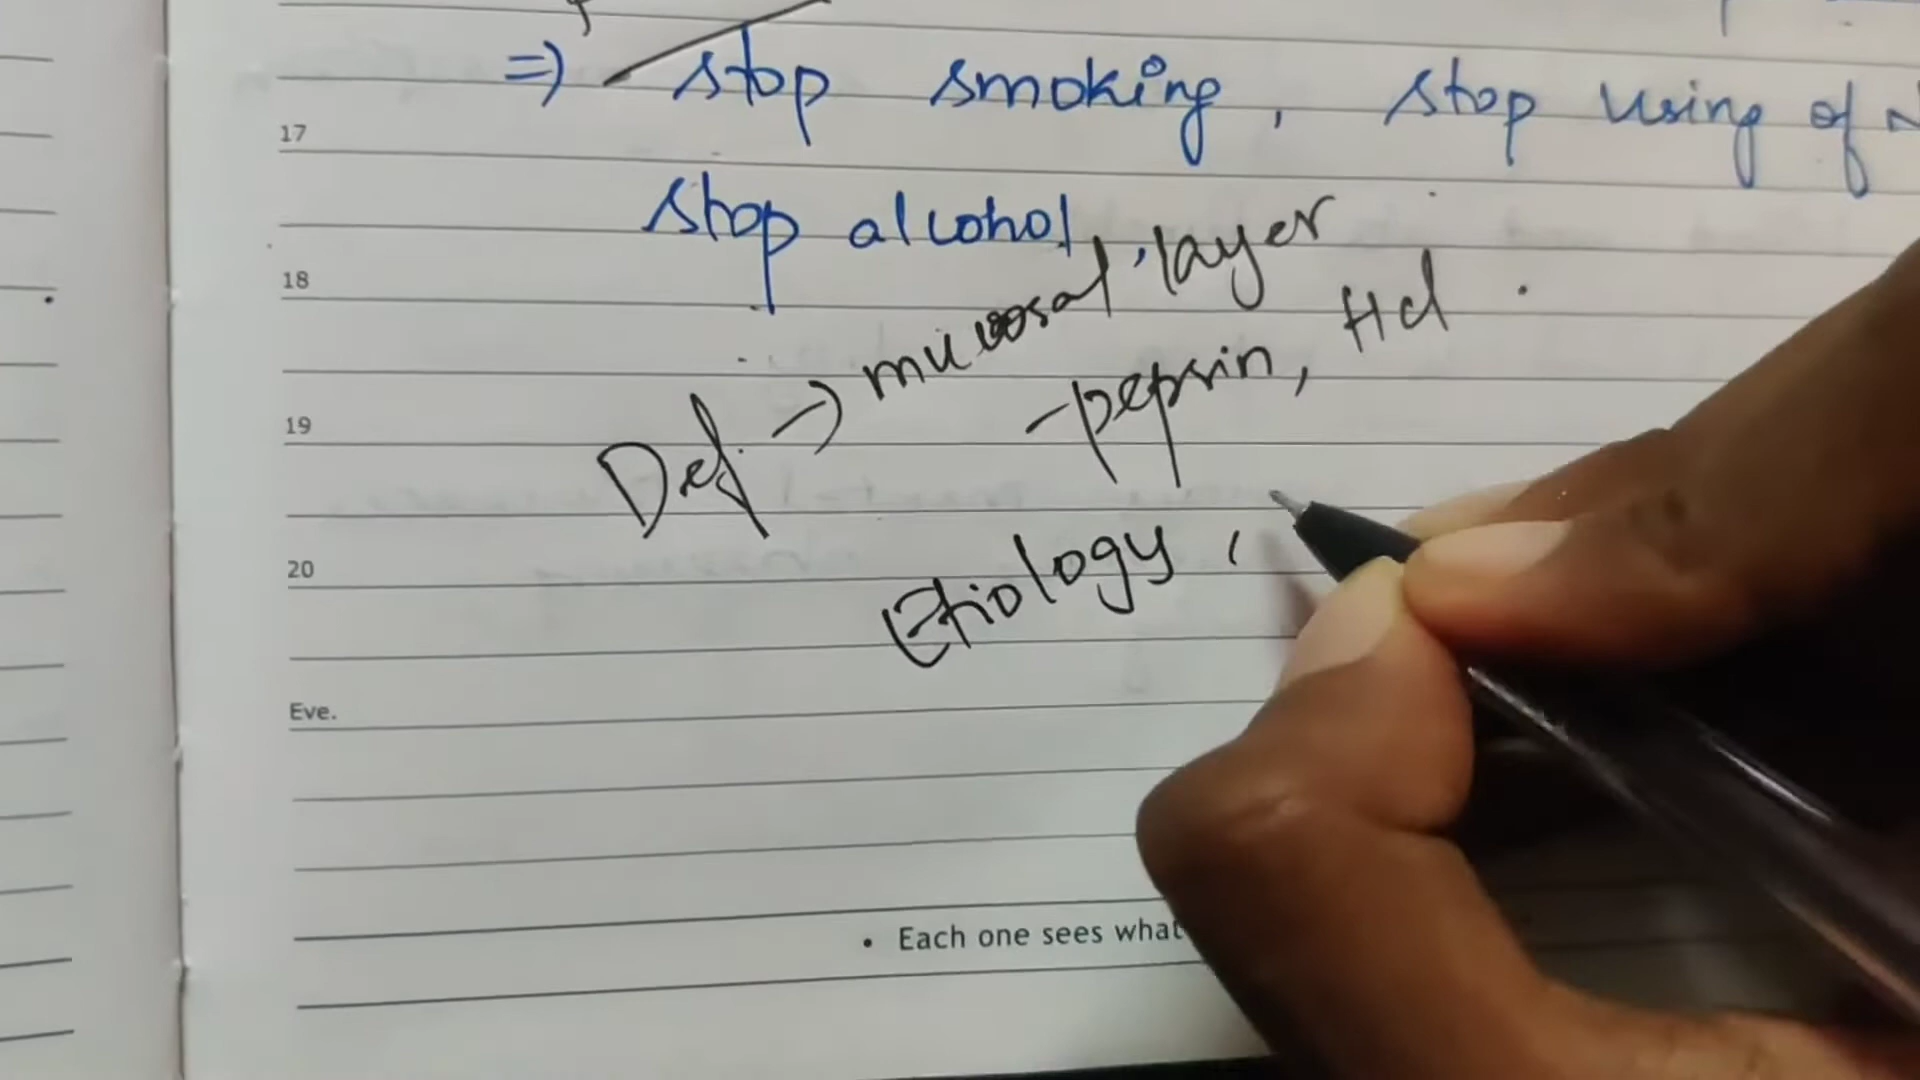 => stop smoking, stop using of
17
stop alcohol,
18
Def → mucosal layer
- pepsin, Hcl
19
Etiology,
20
Eve.
• Each one sees what